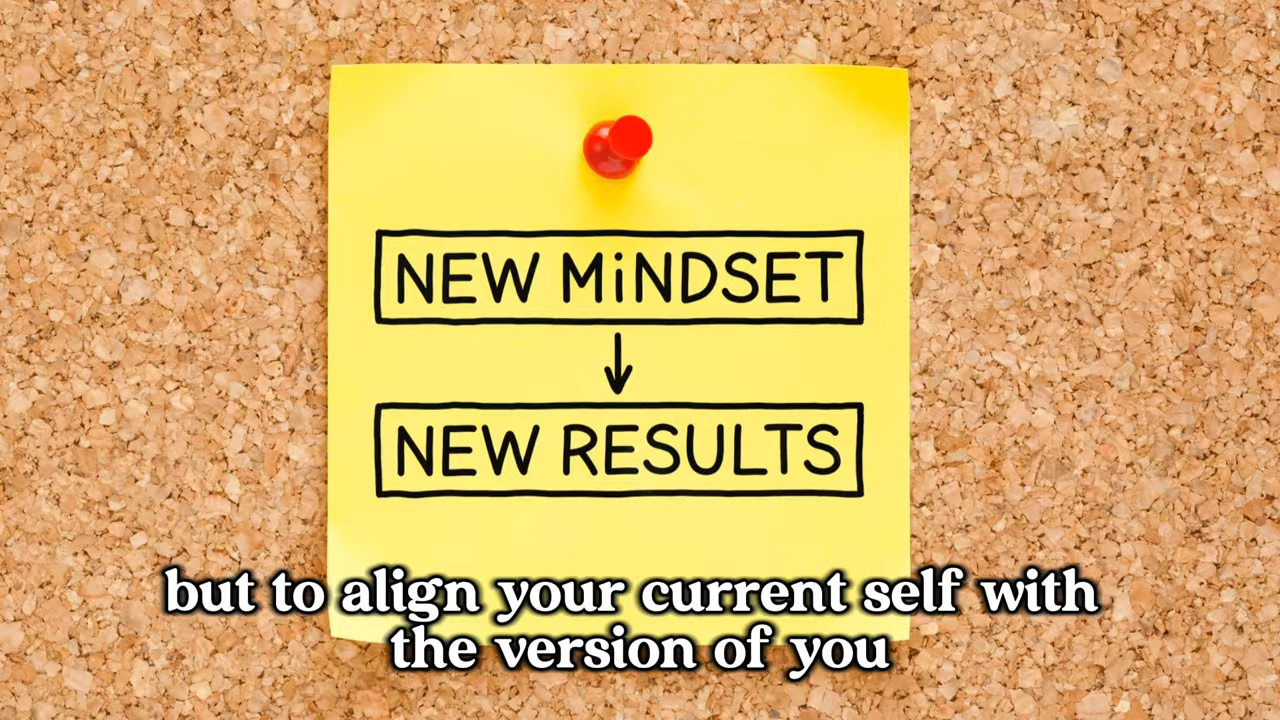 NEW MiNDSET
NEW RESULTS
but to align your current self with
the version of you